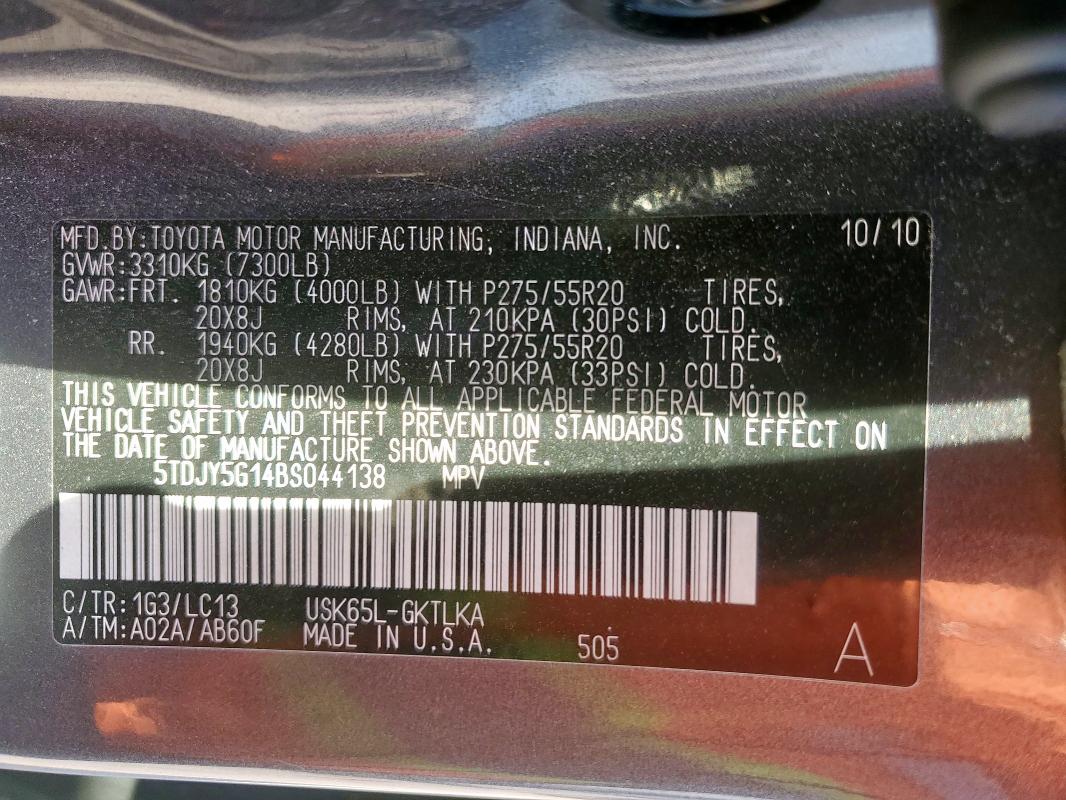 MFD.BY:TOYOTA MOTOR MANUFACTURING, INDIANA, INC. 10/10
GVWR:3310KG (7300LB)
GAWR:FRT. 1810KG (4000LB) WITH P275/55R20 TIRES,
20X8J RIMS, AT 210KPA (30PSI) COLD.
RR. 1940KG (4280LB) WITH P275/55R20 TIRES,
20X8J RIMS, AT 230KPA (33PSI) COLD.
THIS VEHICLE CONFORMS TO ALL APPLICABLE FEDERAL MOTOR
VEHICLE SAFETY AND THEFT PREVENTION STANDARDS IN EFFECT ON
THE DATE OF MANUFACTURE SHOWN ABOVE.
5TDJY5G14BS044138 MPV
C/TR:1G3/LC13 USK65L-GKTLKA
A/TM:A02A/AB60F MADE IN U.S.A. 505 A